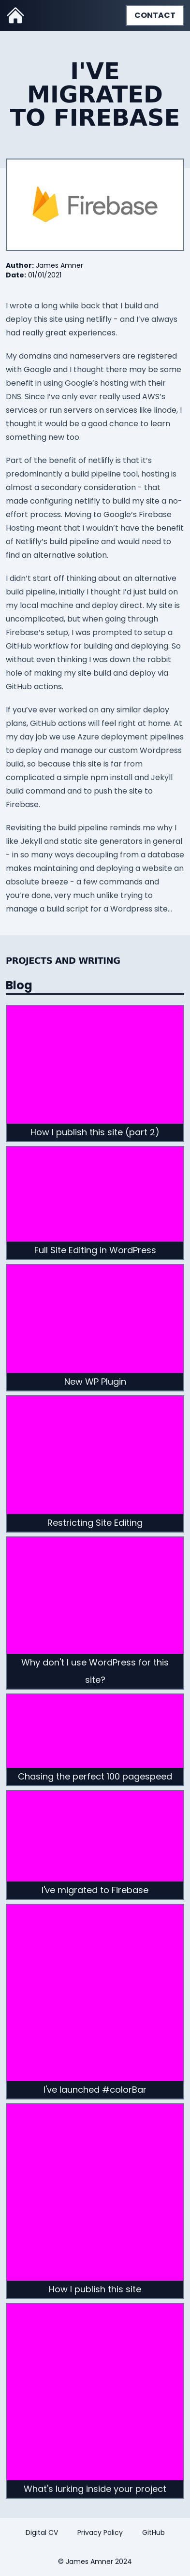 CONTACT
I'VE
MIGRATED
TO FIREBASE
Firebase
Author: James Amner
Date: 01/01/2021
I wrote a long while back that I build and
deploy this site using netlify - and I've always
had really great experiences.
My domains and nameservers are registered
with Google and I thought there may be some
benefit in using Google's hosting with their
DNS. Since I've only ever really used AWS's
services or run servers on services like linode, I
thought it would be a good chance to learn
something new too.
Part of the benefit of netlify is that it's
predominantly a build pipeline tool, hosting is
almost a secondary consideration - that
made configuring netlify to build my site a no-
effort process. Moving to Google's Firebase
Hosting meant that I wouldn't have the benefit
of Netlify's build pipeline and would need to
find an alternative solution.
I didn't start off thinking about an alternative
build pipeline, initially I thought I'd just build on
my local machine and deploy direct. My site is
uncomplicated, but when going through
Firebase's setup, I was prompted to setup a
GitHub workflow for building and deploying. So
without even thinking I was down the rabbit
hole of making my site build and deploy via
GitHub actions.
If you've ever worked on any similar deploy
plans, GitHub actions will feel right at home. At
my day job we use Azure deployment pipelines
to deploy and manage our custom Wordpress
build, so because this site is far from
complicated a simple npm install and Jekyll
build command and to push the site to
Firebase.
Revisiting the build pipeline reminds me why I
like Jekyll and static site generators in general
- in so many ways decoupling from a database
makes maintaining and deploying a website an
absolute breeze - a few commands and
you're done, very much unlike trying to
manage a build script for a Wordpress site...
PROJECTS AND WRITING
Blog
How I publish this site (part 2)
Full Site Editing in WordPress
New WP Plugin
Restricting Site Editing
Why don't I use WordPress for this
site?
Chasing the perfect 100 pagespeed
I've migrated to Firebase
I've launched #colorBar
How I publish this site
What's lurking inside your project
Digital CV Privacy Policy GitHub
© James Amner 2024